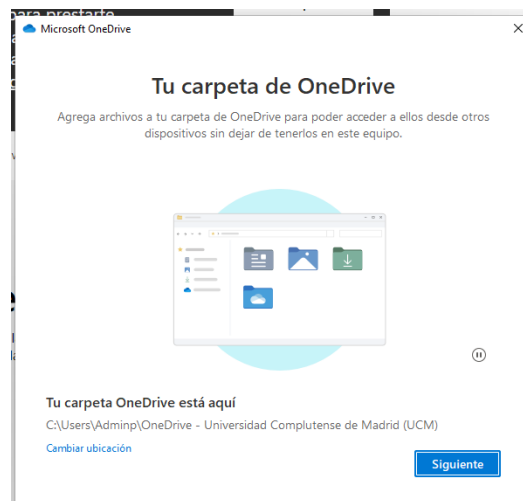 para prestarte
Microsoft OneDrive
Tu carpeta de OneDrive
Agrega archivos a tu carpeta de OneDrive para poder acceder a ellos desde otros
dispositivos sin dejar de tenerlos en este equipo.
Tu carpeta OneDrive está aquí
C:\Users\Adminp\OneDrive - Universidad Complutense de Madrid (UCM)
Cambiar ubicación
Siguiente